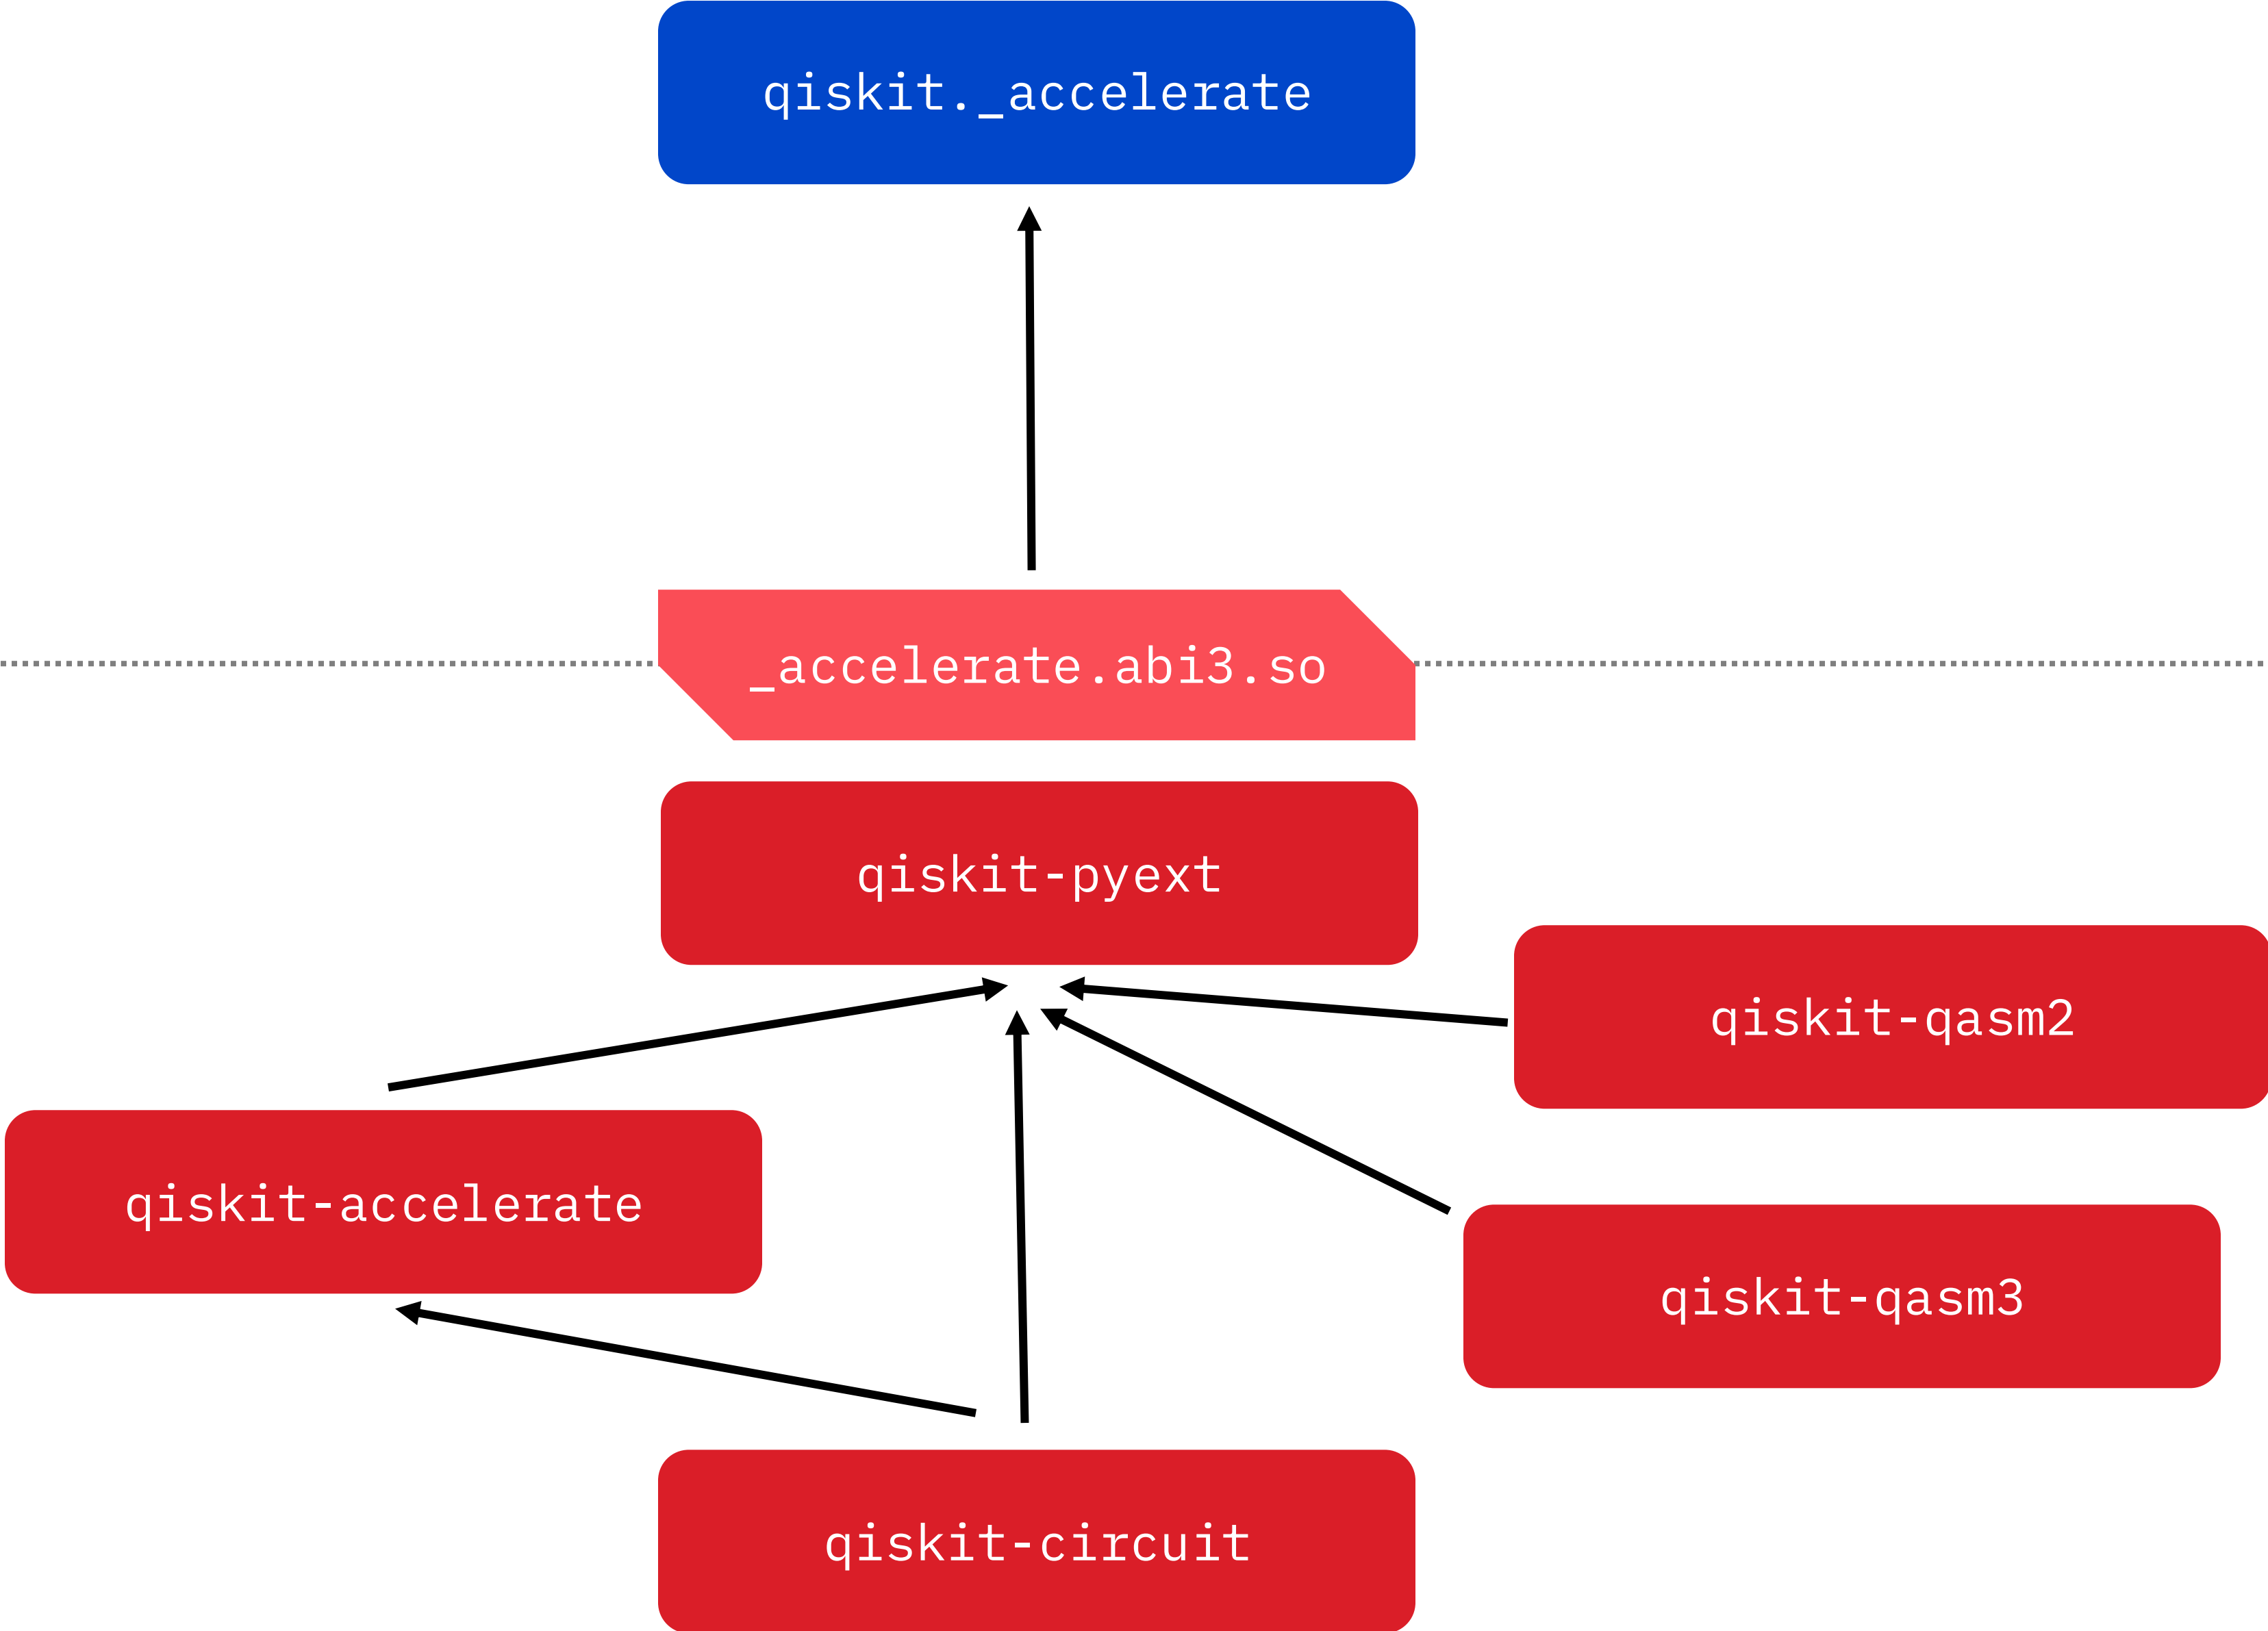 qiskit._accelerate
_accelerate.abi3.so
qiskit-pyext
qiskit-qasm2
qiskit-accelerate
qiskit-qasm3
qiskit-circuit